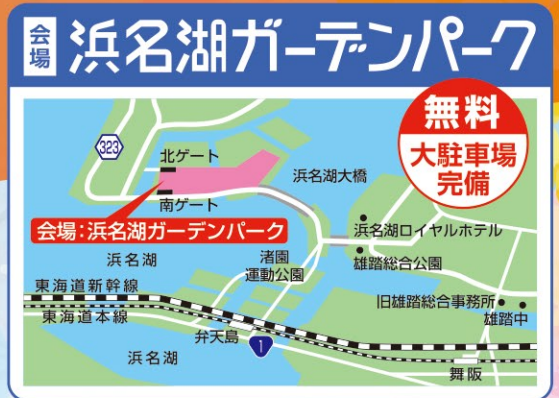 会場
浜名湖ガーデンパーク
無料
大駐車場
完備
323
北ゲート
浜名湖大橋
南ゲート
会場:浜名湖ガーデンパーク
浜名湖ロイヤルホテル
浜名湖
渚園
運動公園
雄踏総合公園
東海道新幹線
旧雄踏総合事務所
東海道本線
雄踏中
弁天島
1
浜名湖
舞阪